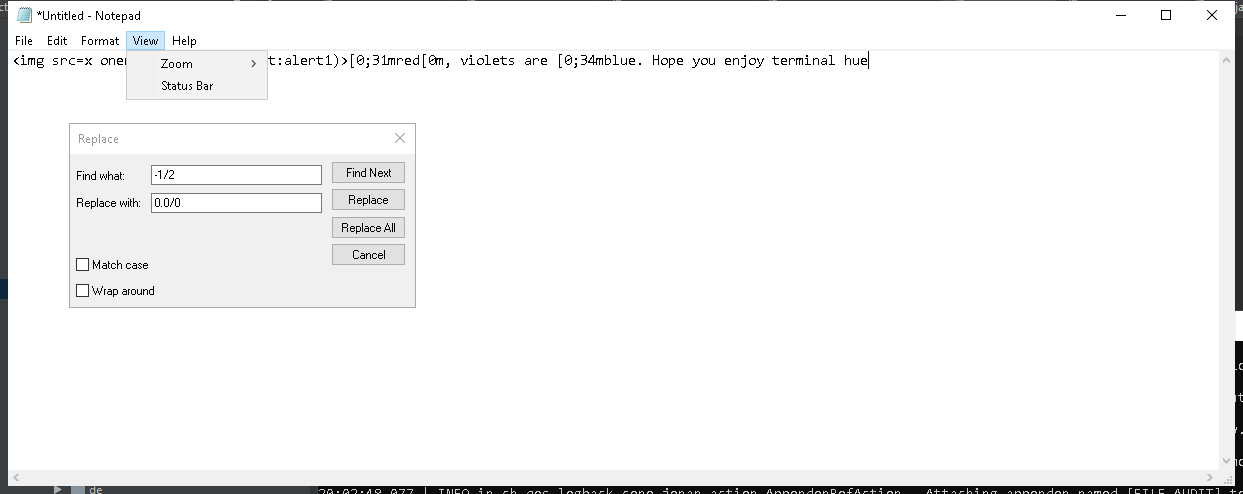 *Untitled - Notepad
File Edit Format View Help
<img src=x one t:alert1)>[0;31mred[0m, violets are [0;34mblue. Hope you enjoy terminal hue
Zoom
Status Bar
Replace
Find what: -1/2 Find Next
Replace with: 0.0/0 Replace
Replace All
Cancel
Match case
Wrap around
de
20:02:48,077 | INFO in ch.qos.logback.core.joran.action.AppenderRefAction - Attaching appender named [FILE_AUDIT] t